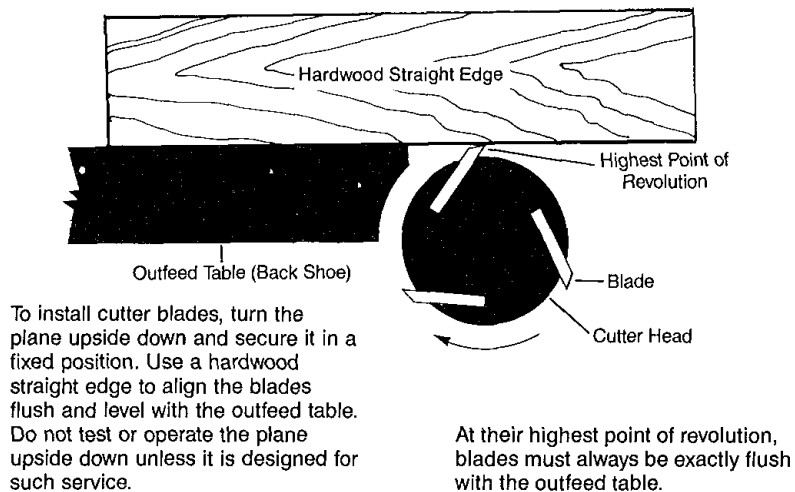 Hardwood Straight Edge
Highest Point of
Revolution
Outfeed Table (Back Shoe)
Blade
Cutter Head
To install cutter blades, turn the
plane upside down and secure it in a
fixed position. Use a hardwood
straight edge to align the blades
flush and level with the outfeed table.
Do not test or operate the plane
upside down unless it is designed for
such service.
At their highest point of revolution,
blades must always be exactly flush
with the outfeed table.